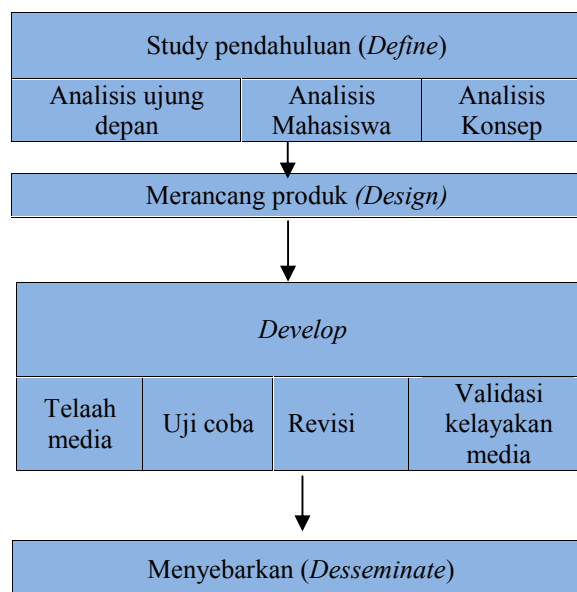 Study pendahuluan (Define)
Analisis ujung
depan
Analisis
Mahasiswa
Analisis
Konsep
Merancang produk (Design)
Develop
Telaah
media
Uji coba
Revisi
Validasi
kelayakan
media
Menyebarkan (Desseminate)